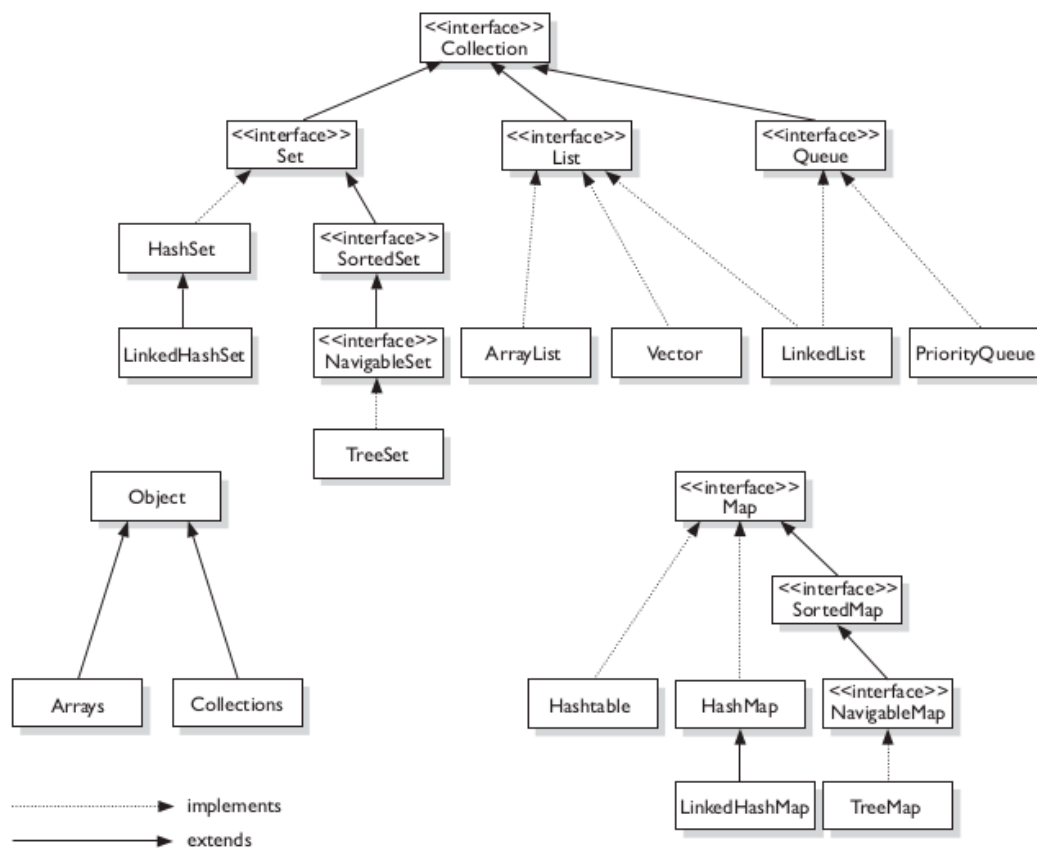 <<interface>>
Collection
<<interface>>
Set
<<interface>>
List
<<interface>>
Queue
HashSet
<<interface>>
SortedSet
LinkedHashSet
<<interface>>
NavigableSet
ArrayList
Vector
LinkedList
PriorityQueue
TreeSet
Object
<<interface>>
Map
<<interface>>
SortedMap
Arrays
Collections
Hashtable
HashMap
<<interface>>
NavigableMap
LinkedHashMap
TreeMap
implements
extends